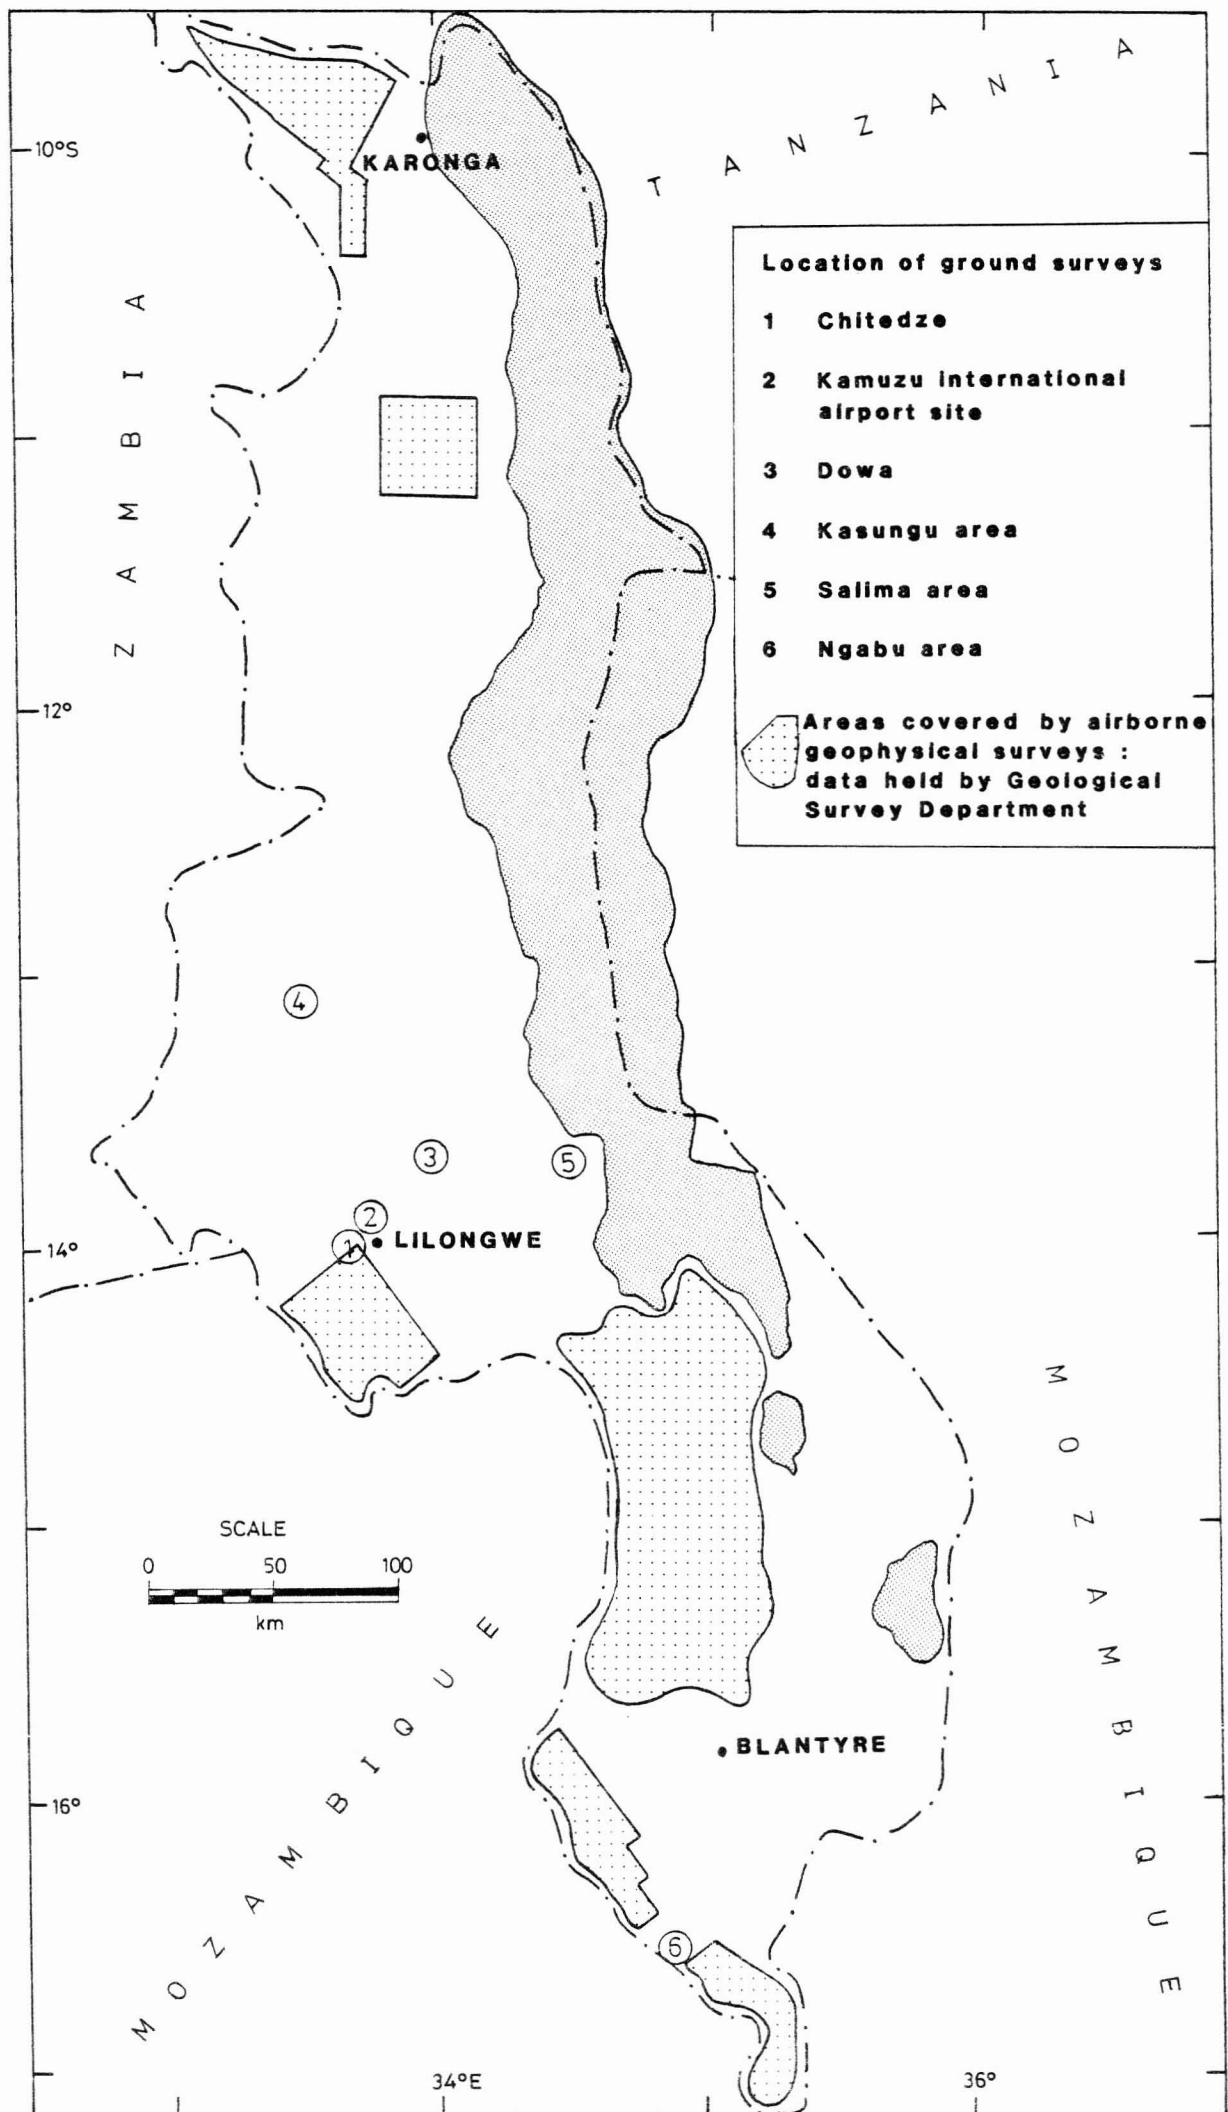 TANZANIA
10°S
KARONGA
Location of ground surveys
1 Chitedze
2 Kamuzu international
airport site
3 Dowa
4 Kasungu area
5 Salima area
6 Ngabu area
Areas covered by airborne
geophysical surveys :
data held by Geological
Survey Department
ZAMBIA
12°
4
3
5
2
1
LILONGWE
14°
MOZAMBIQUE
SCALE
0 50 100
km
MOZAMBIQUE
BLANTYRE
16°
6
34°E
36°